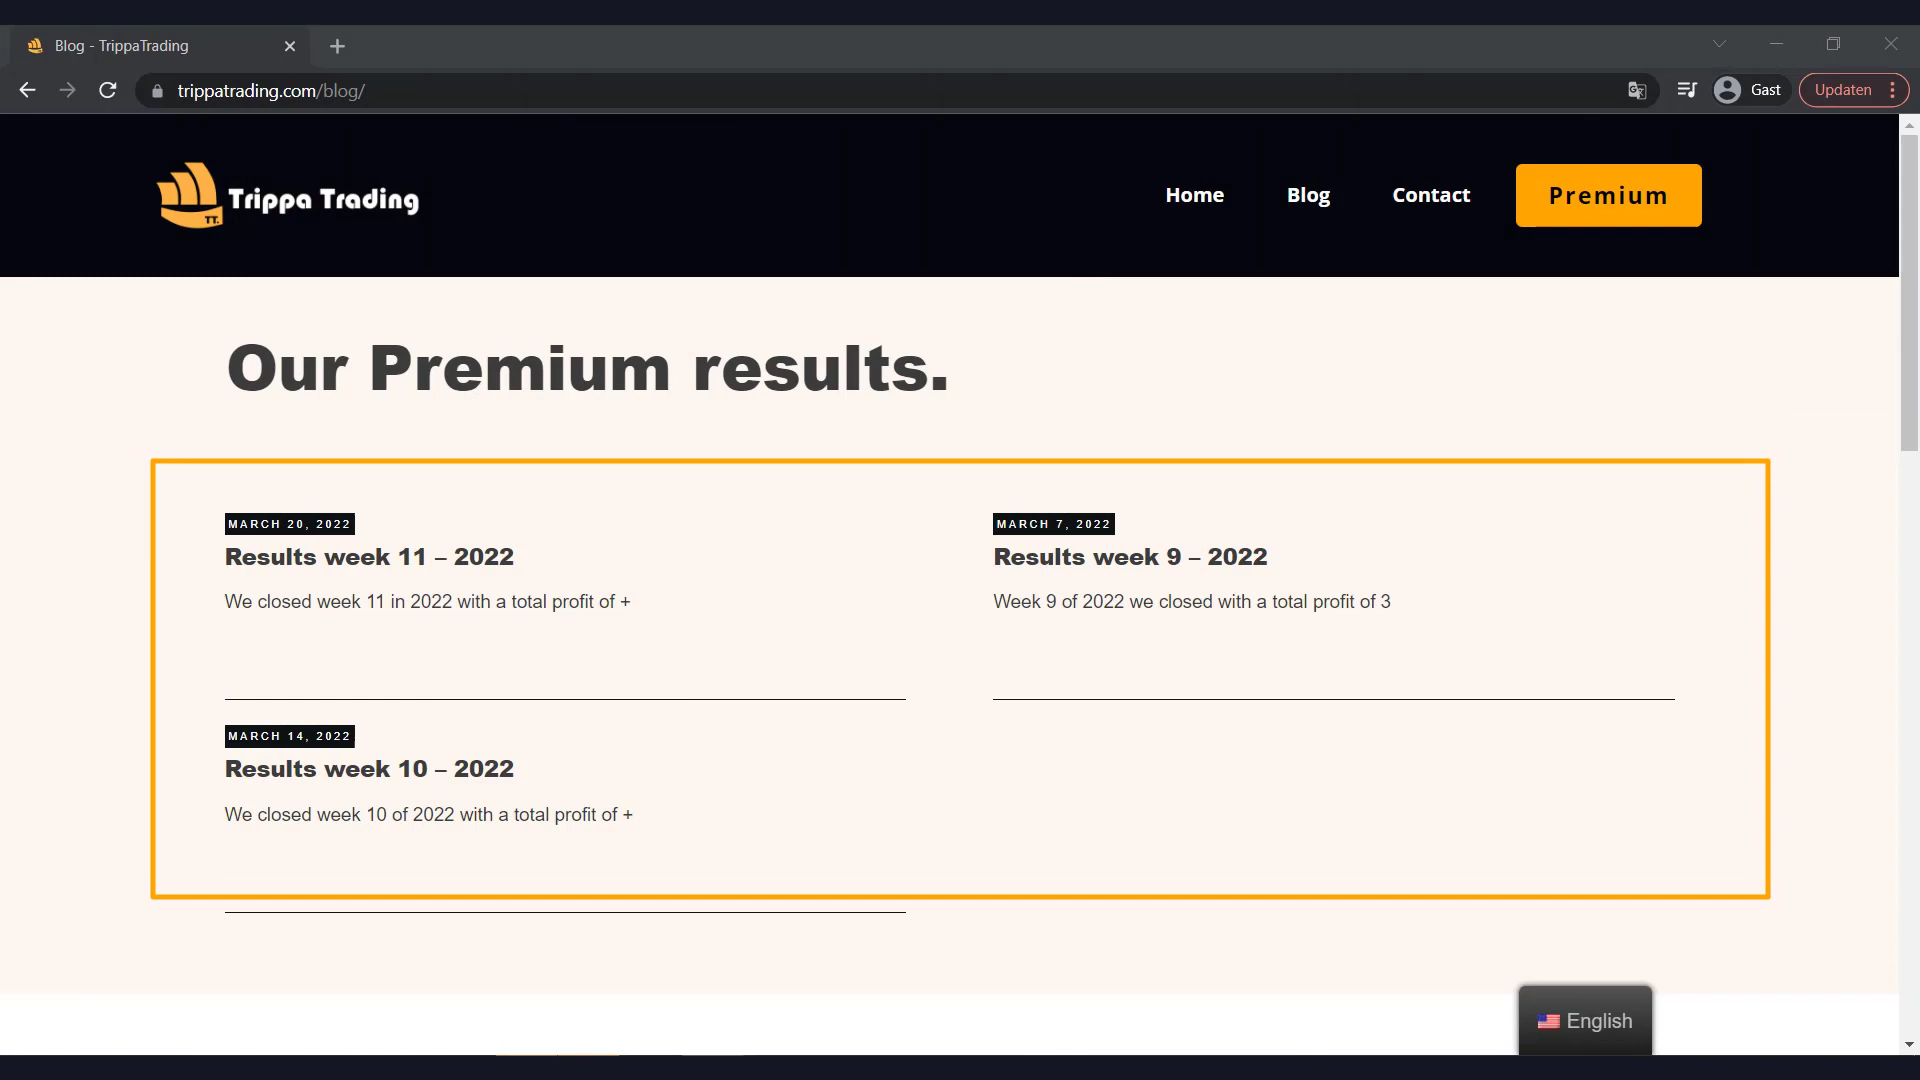 Blog - TrippaTrading
trippatrading.com/blog/
Gast
Updaten
TT.
Trippa Trading
Home
Blog
Contact
Premium
Our Premium results.
MARCH 20, 2022
Results week 11 – 2022
We closed week 11 in 2022 with a total profit of +
MARCH 7, 2022
Results week 9 – 2022
Week 9 of 2022 we closed with a total profit of 3
MARCH 14, 2022
Results week 10 – 2022
We closed week 10 of 2022 with a total profit of +
English